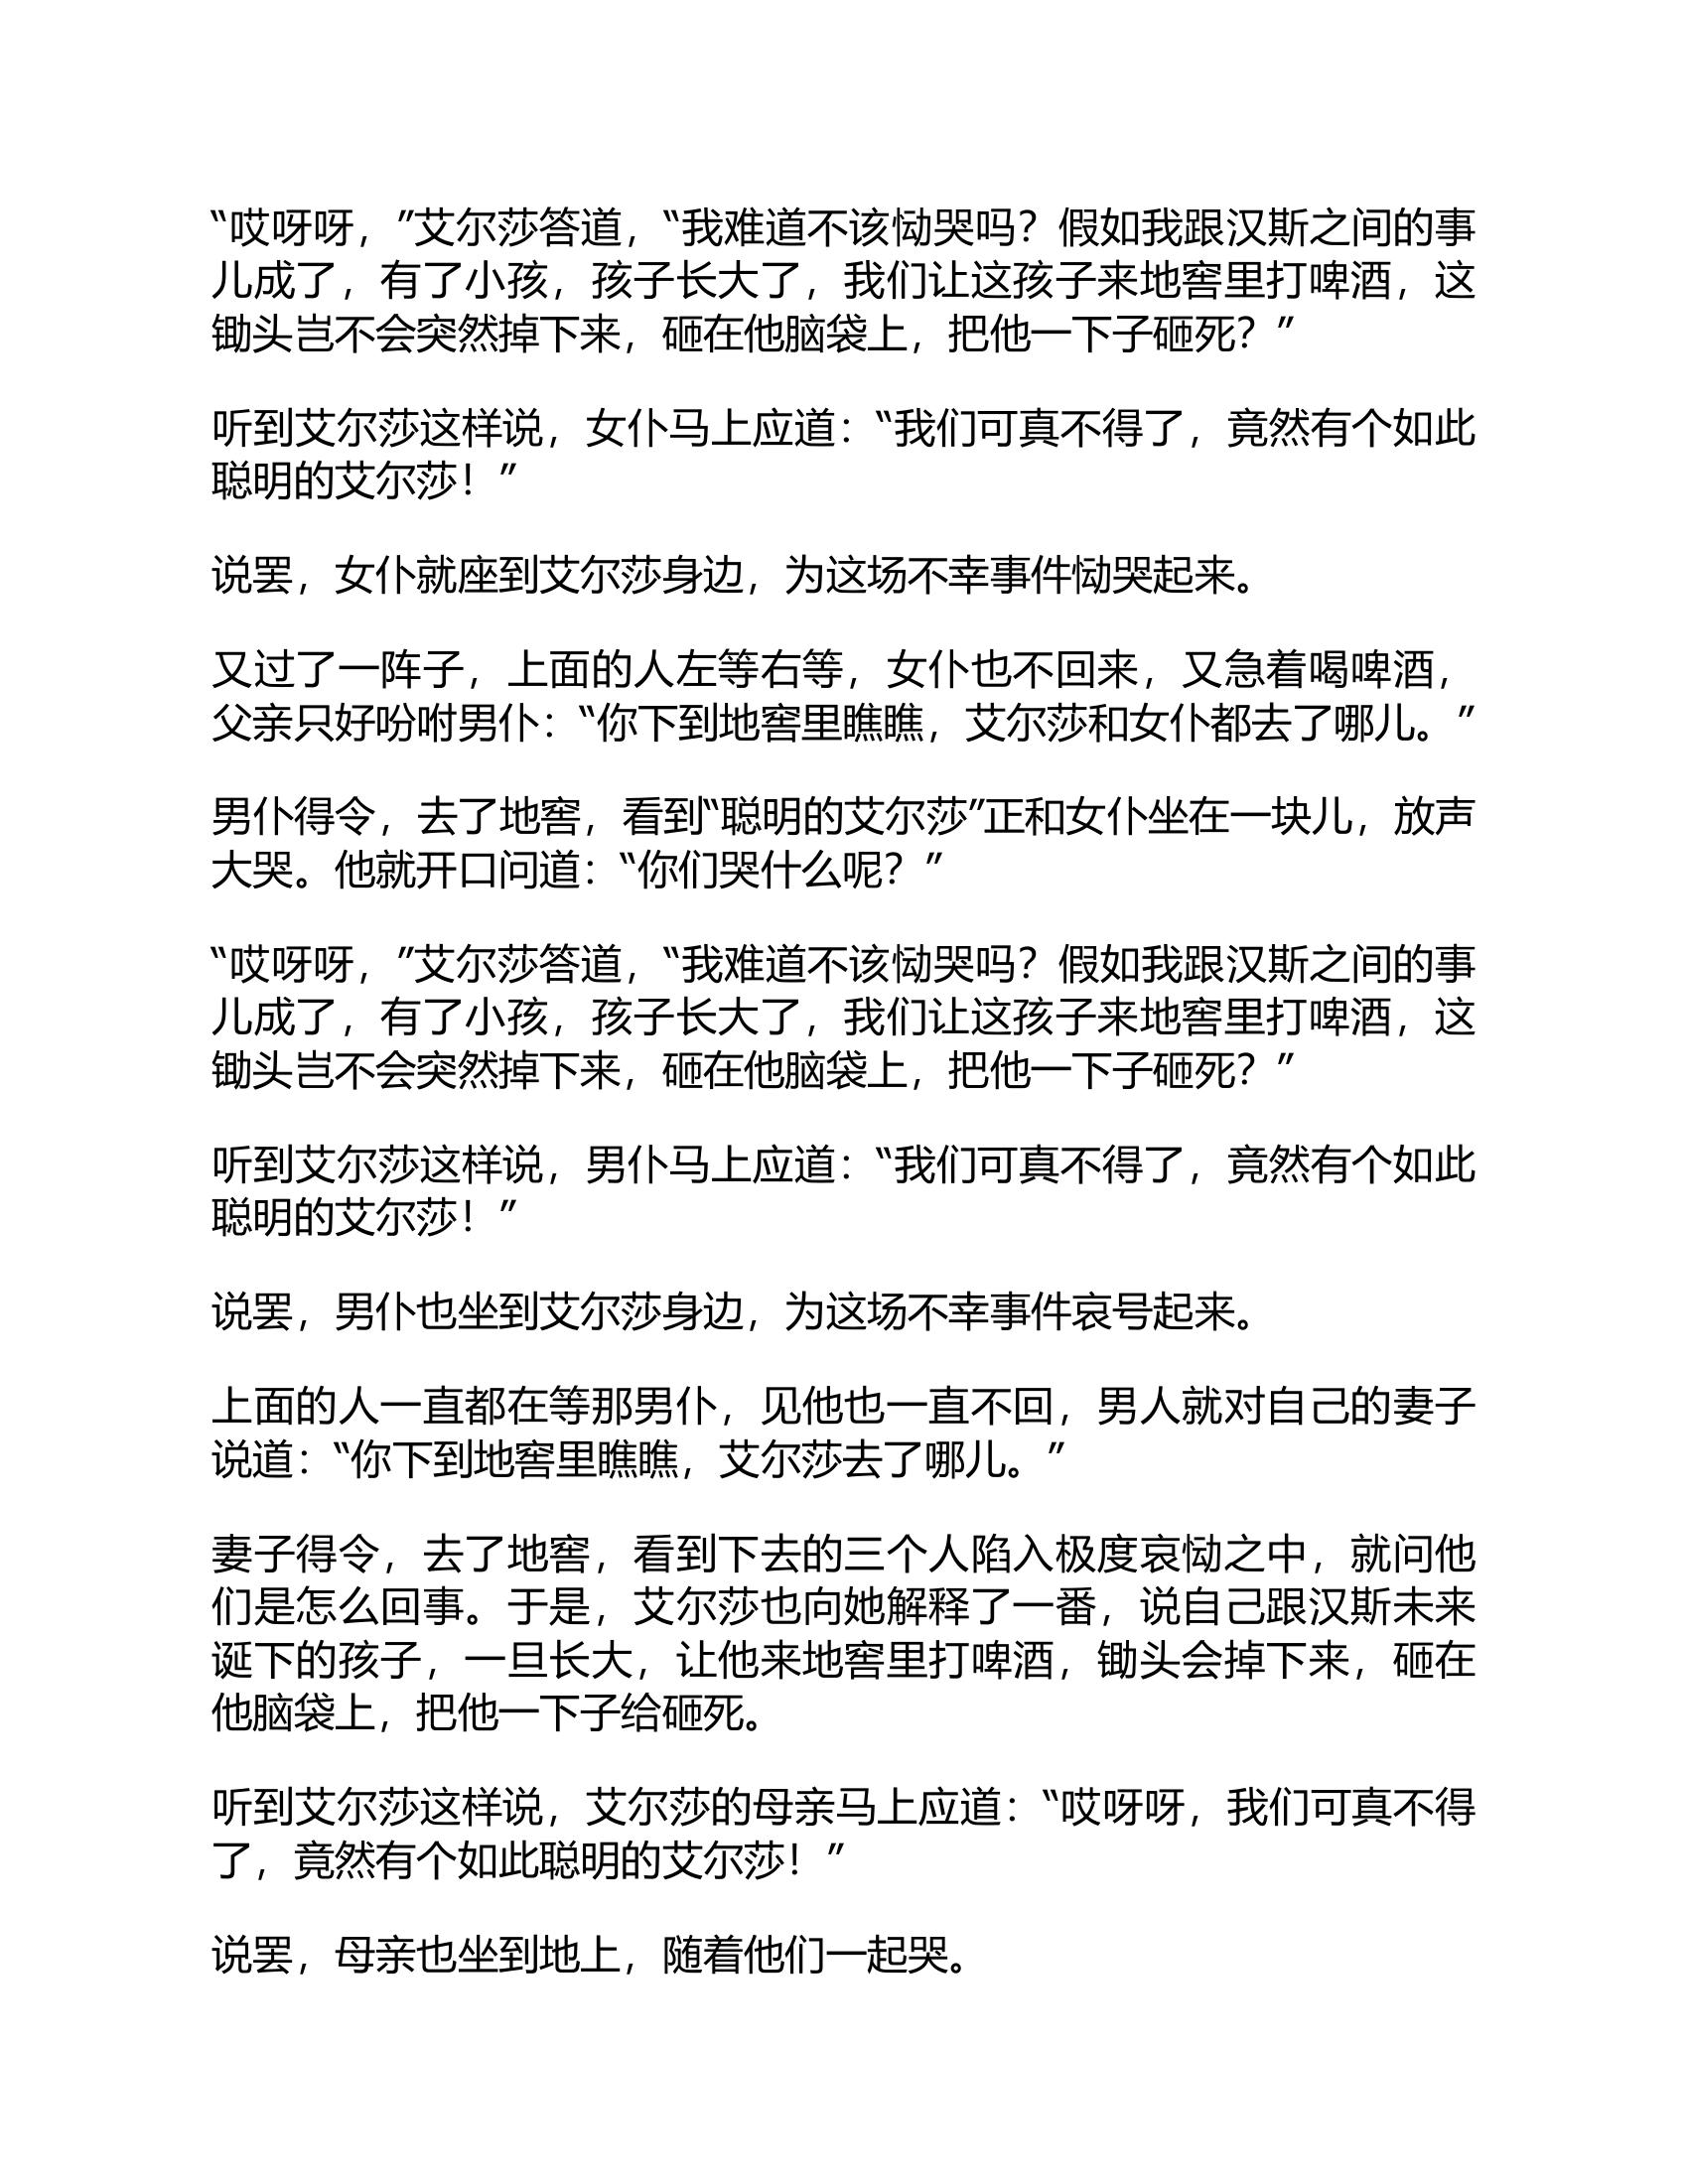 “哎呀呀，”艾尔莎答道，“我难道不该恸哭吗？假如我跟汉斯之间的事
儿成了，有了小孩，孩子长大了，我们让这孩子来地窖里打啤酒，这
锄头岂不会突然掉下来，砸在他脑袋上，把他一下子砸死？”
听到艾尔莎这样说，女仆马上应道：“我们可真不得了，竟然有个如此
聪明的艾尔莎！”
说罢，女仆就座到艾尔莎身边，为这场不幸事件恸哭起来。
又过了一阵子，上面的人左等右等，女仆也不回来，又急着喝啤酒，
父亲只好吩咐男仆：“你下到地窖里瞧瞧，艾尔莎和女仆都去了哪儿。”
男仆得令，去了地窖，看到“聪明的艾尔莎”正和女仆坐在一块儿，放声
大哭。他就开口问道：“你们哭什么呢？”
“哎呀呀，”艾尔莎答道，“我难道不该恸哭吗？假如我跟汉斯之间的事
儿成了，有了小孩，孩子长大了，我们让这孩子来地窖里打啤酒，这
锄头岂不会突然掉下来，砸在他脑袋上，把他一下子砸死？”
听到艾尔莎这样说，男仆马上应道：“我们可真不得了，竟然有个如此
聪明的艾尔莎！”
说罢，男仆也坐到艾尔莎身边，为这场不幸事件哀号起来。
上面的人一直都在等那男仆，见他也一直不回，男人就对自己的妻子
说道：“你下到地窖里瞧瞧，艾尔莎去了哪儿。”
妻子得令，去了地窖，看到下去的三个人陷入极度哀恸之中，就问他
们是怎么回事。于是，艾尔莎也向她解释了一番，说自己跟汉斯未来
诞下的孩子，一旦长大，让他来地窖里打啤酒，锄头会掉下来，砸在
他脑袋上，把他一下子给砸死。
听到艾尔莎这样说，艾尔莎的母亲马上应道：“哎呀呀，我们可真不得
了，竟然有个如此聪明的艾尔莎！”
说罢，母亲也坐到地上，随着他们一起哭。